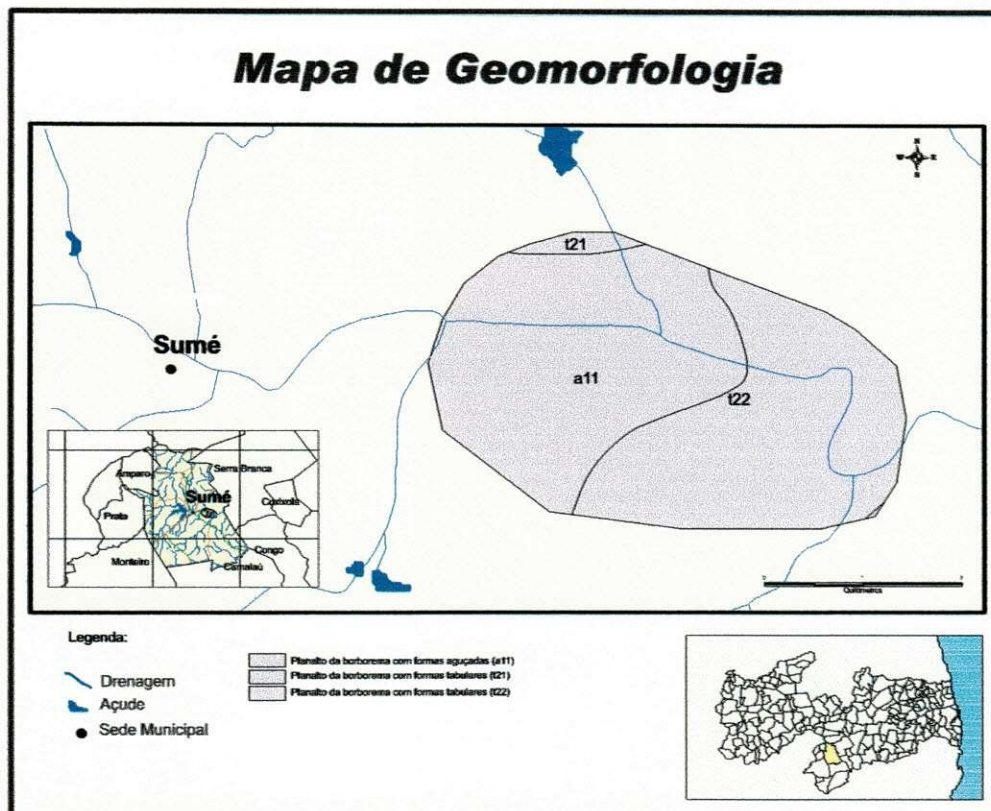 Mapa de Geomorfologia
N
W E
S
t21
Sumé
a11
t22
Amparo
Serra Branca
Sumé
Prata
Monteiro
Congo
Camalaú
Quilômetros
Legenda:
Drenagem
Açude
Sede Municipal
Planalto da borborema com formas aguçadas (a11)
Planalto da borborema com formas tabulares (t21)
Planalto da borborema com formas tabulares (t22)